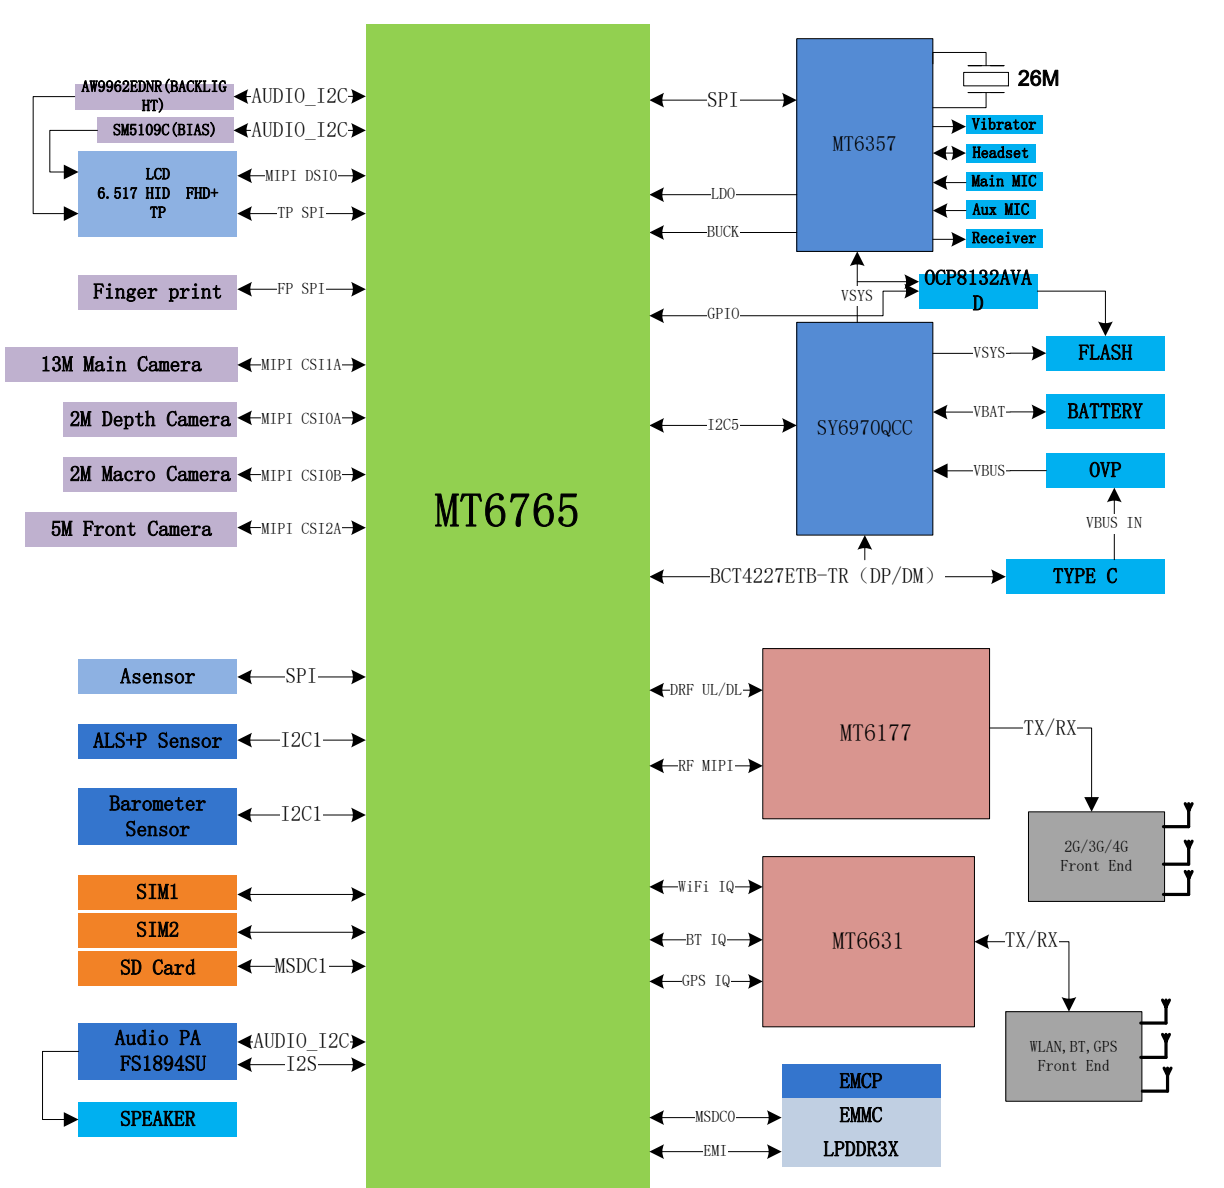 AW9962EDNR(BACKLIG
HT)
AUDIO_I2C
SM5109C(BIAS)
AUDIO_I2C
LCD
6.517 HID FHD+
TP
MIPI DSI0
TP SPI
Finger print
FP SPI
13M Main Camera
MIPI CSI1A
2M Depth Camera
MIPI CSI0A
2M Macro Camera
MIPI CSI0B
5M Front Camera
MIPI CSI2A
Asensor
SPI
ALS+P Sensor
I2C1
Barometer
Sensor
I2C1
SIM1
SIM2
SD Card
MSDC1
Audio PA
FS1894SU
AUDIO_I2C
I2S
SPEAKER
MT6765
SPI
LDO
BUCK
MT6357
26M
Vibrator
Headset
Main MIC
Aux MIC
Receiver
VSYS
GPIO
OCP8132AVA
D
I2C5
SY6970QCC
VSYS
FLASH
VBAT
BATTERY
VBUS
OVP
VBUS IN
BCT4227ETB-TR（DP/DM）
TYPE C
DRF UL/DL
RF MIPI
MT6177
TX/RX
2G/3G/4G
Front End
WiFi IQ
BT IQ
GPS IQ
MT6631
TX/RX
WLAN,BT,GPS
Front End
EMCP
MSDC0
EMMC
EMI
LPDDR3X